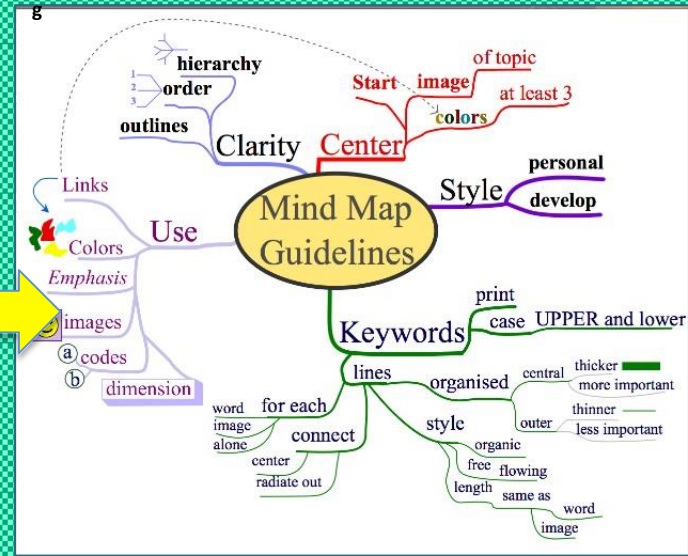 g
Mind Map
Guidelines
Clarity
hierarchy
order
1
2
3
outlines
Center
Start
image
of topic
colors
at least 3
Style
personal
develop
Keywords
print
case
UPPER and lower
lines
organised
central
thicker
more important
outer
thinner
less important
style
organic
free
flowing
length
same as
word
image
connect
center
radiate out
for each
word
image
alone
Use
Links
Colors
Emphasis
images
a
b
codes
dimension